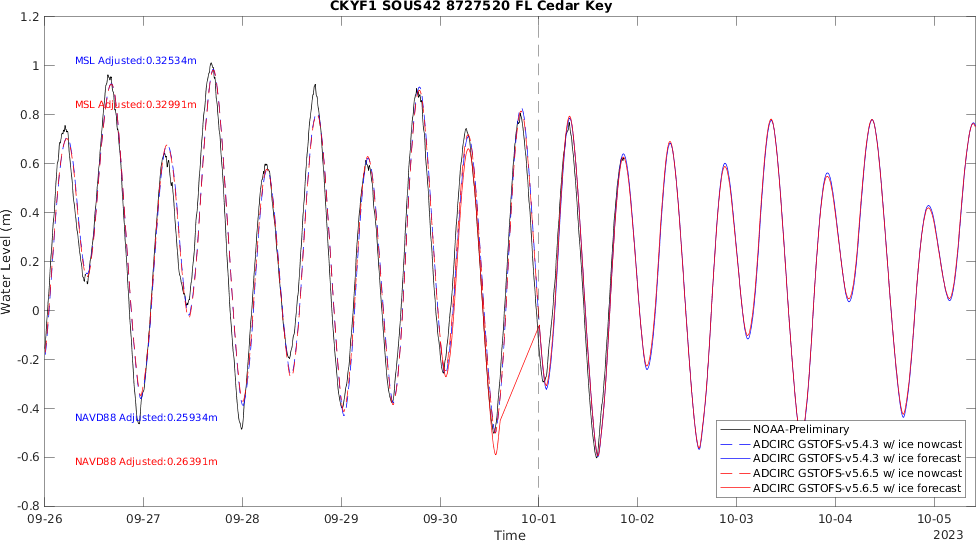 CKYF1 SOUS42 8727520 FL Cedar Key
1.2
1
0.8
0.6
0.4
0.2
0
-0.2
-0.4
-0.6
-0.8
Water Level (m)
MSL Adjusted:0.32534m
MSL Adjusted:0.32991m
NAVD88 Adjusted:0.25934m
NAVD88 Adjusted:0.26391m
NOAA-Preliminary
ADCIRC GSTOFS-v5.4.3 w/ ice nowcast
ADCIRC GSTOFS-v5.4.3 w/ ice forecast
ADCIRC GSTOFS-v5.6.5 w/ ice nowcast
ADCIRC GSTOFS-v5.6.5 w/ ice forecast
09-26 09-27 09-28 09-29 09-30 10-01 10-02 10-03 10-04 10-05
Time
2023